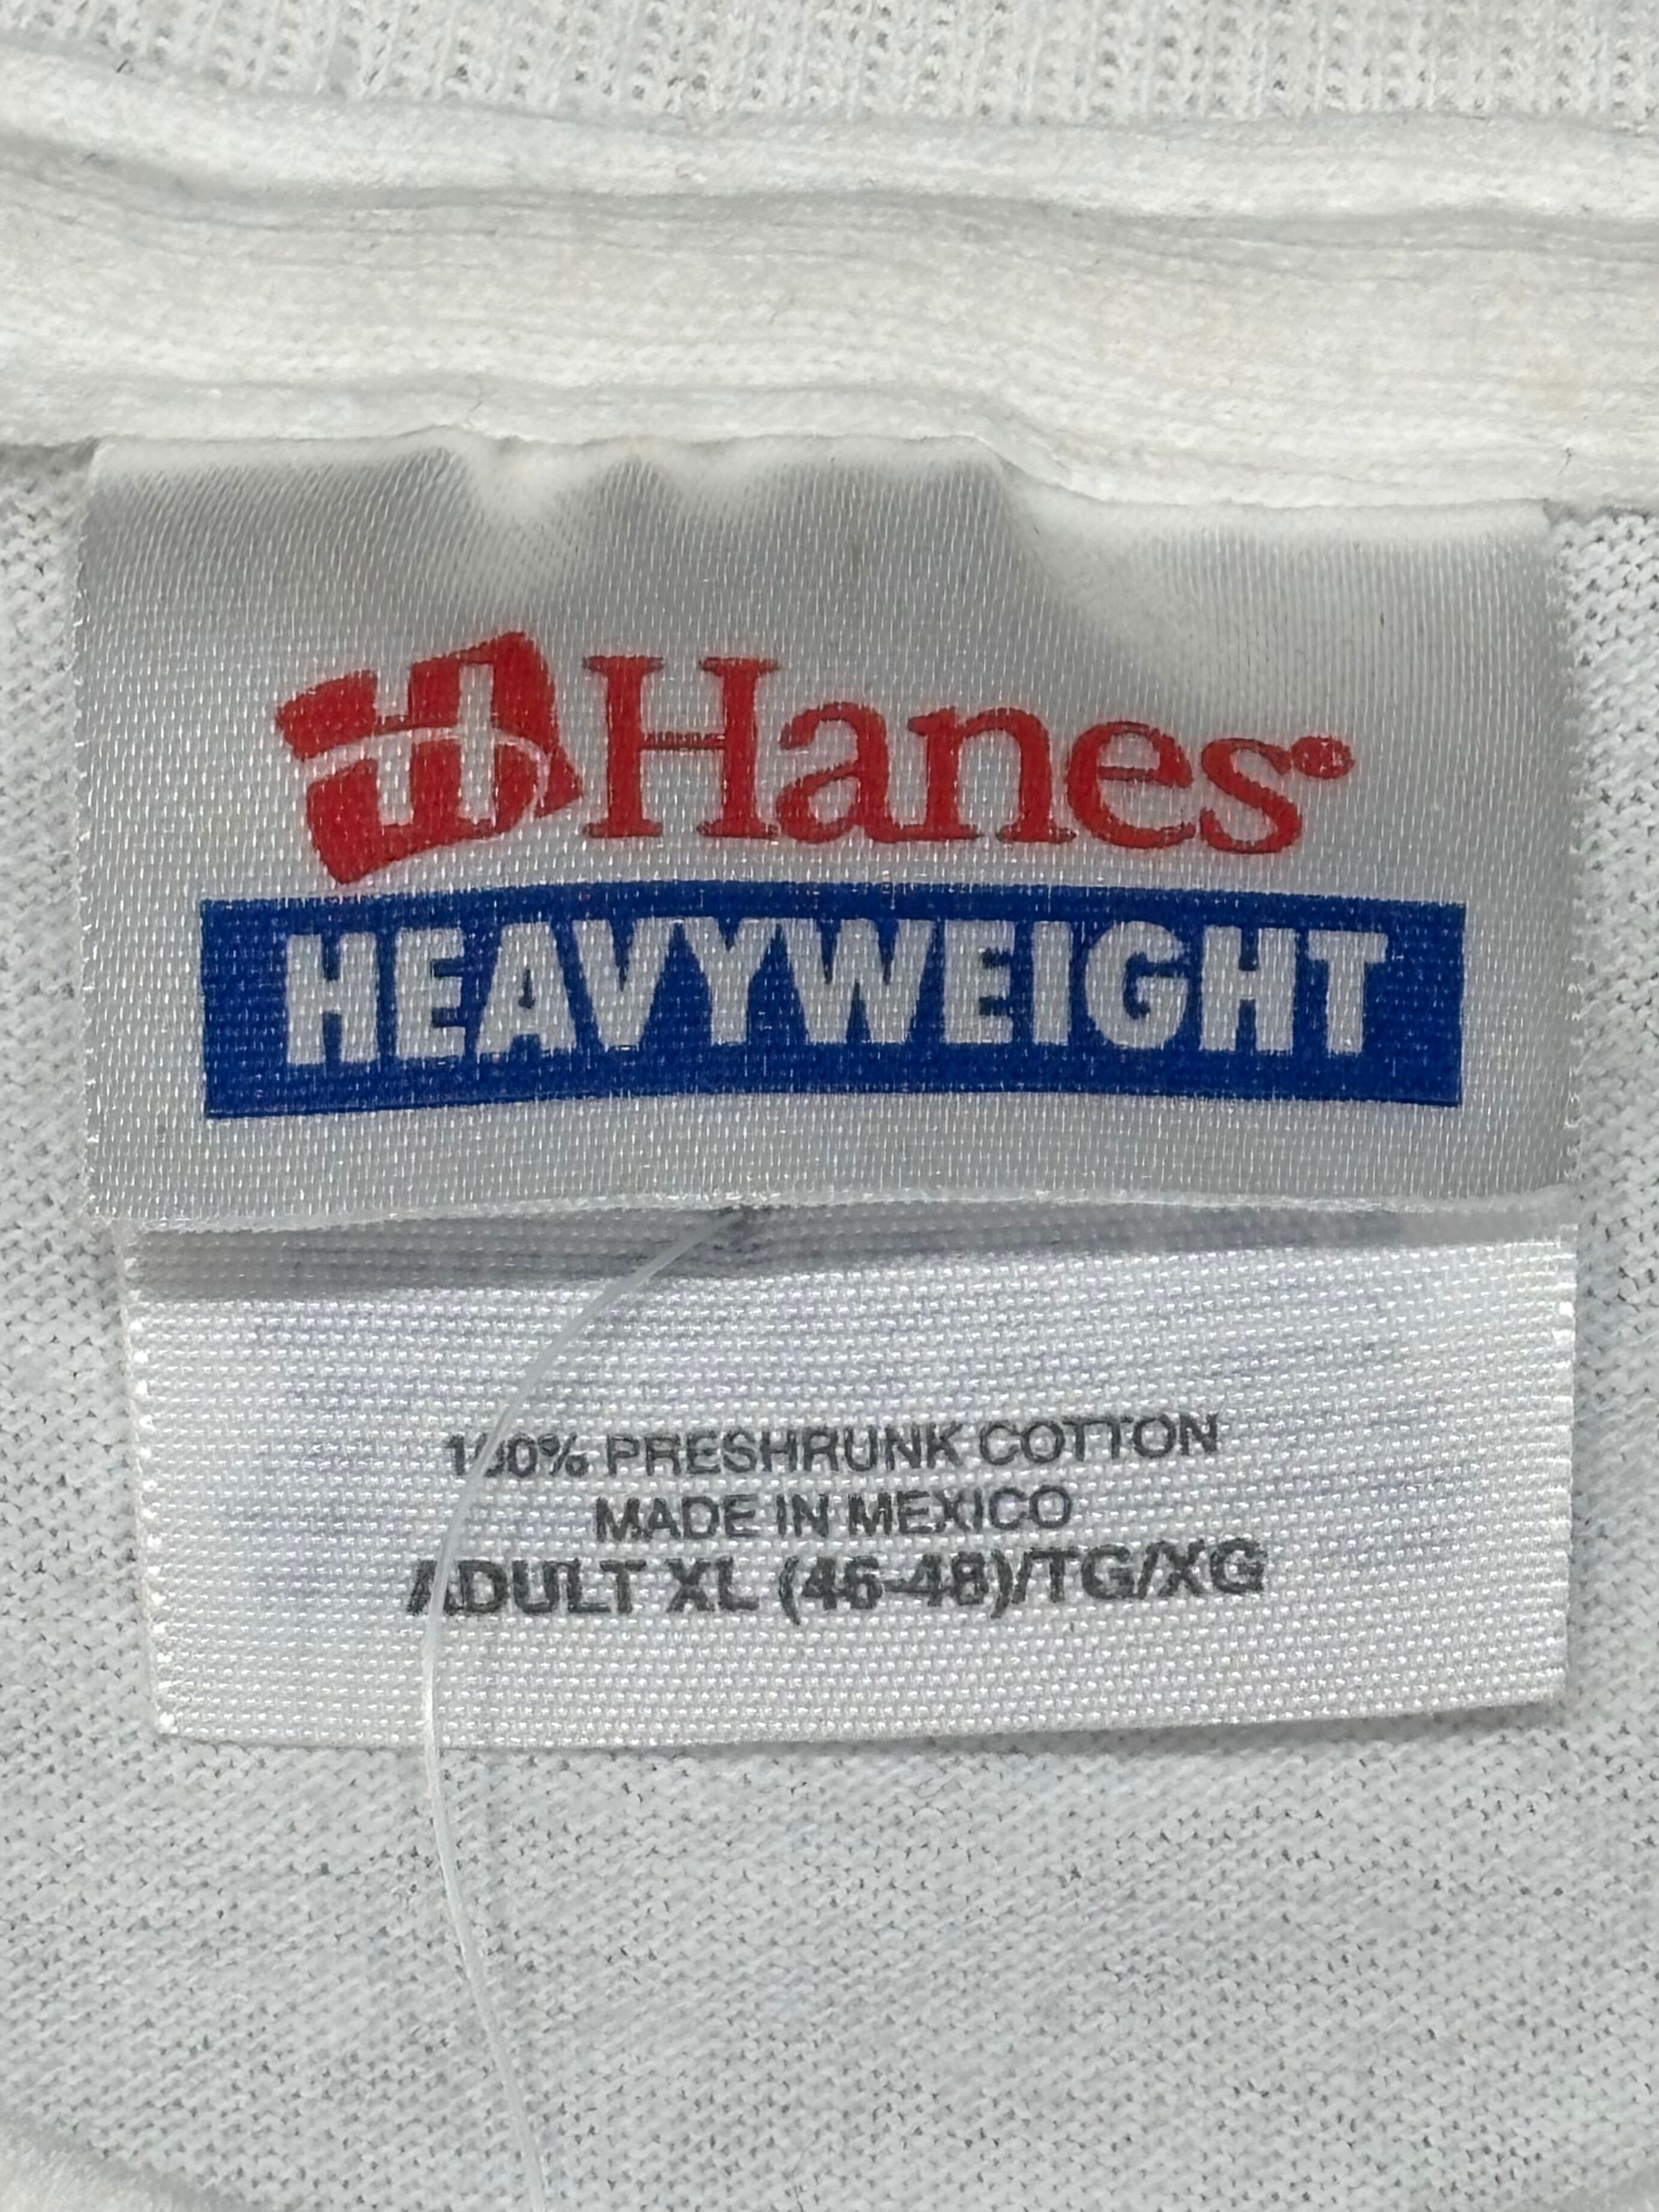 Hanes®
HEAVYWEIGHT
100% PRESHRUNK COTTON
MADE IN MEXICO
ADULT XL (46-48)/TG/XG